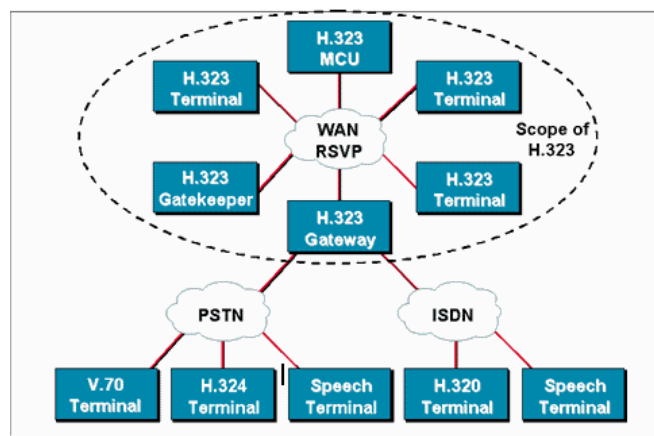 H.323
MCU
H.323
Terminal
H.323
Terminal
WAN
RSVP
Scope of
H.323
H.323
Gatekeeper
H.323
Terminal
H.323
Gateway
PSTN
ISDN
V.70
Terminal
H.324
Terminal
Speech
Terminal
H.320
Terminal
Speech
Terminal